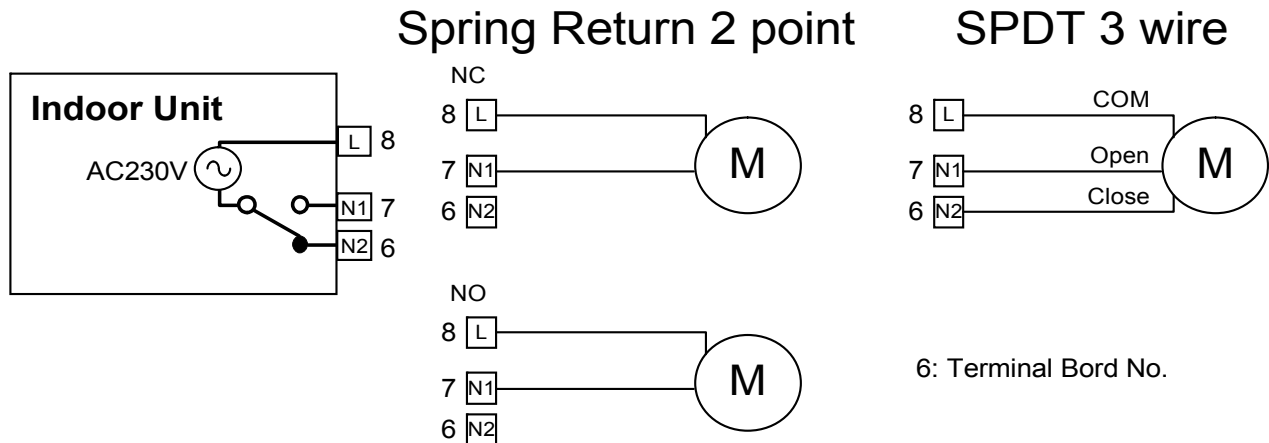 Spring Return 2 point
SPDT 3 wire
Indoor Unit
AC230V
L 8
N1 7
N2 6
NC
8 L
7 N1
6 N2
M
NO
8 L
7 N1
6 N2
M
8 L
7 N1
6 N2
COM
Open
Close
M
6: Terminal Bord No.